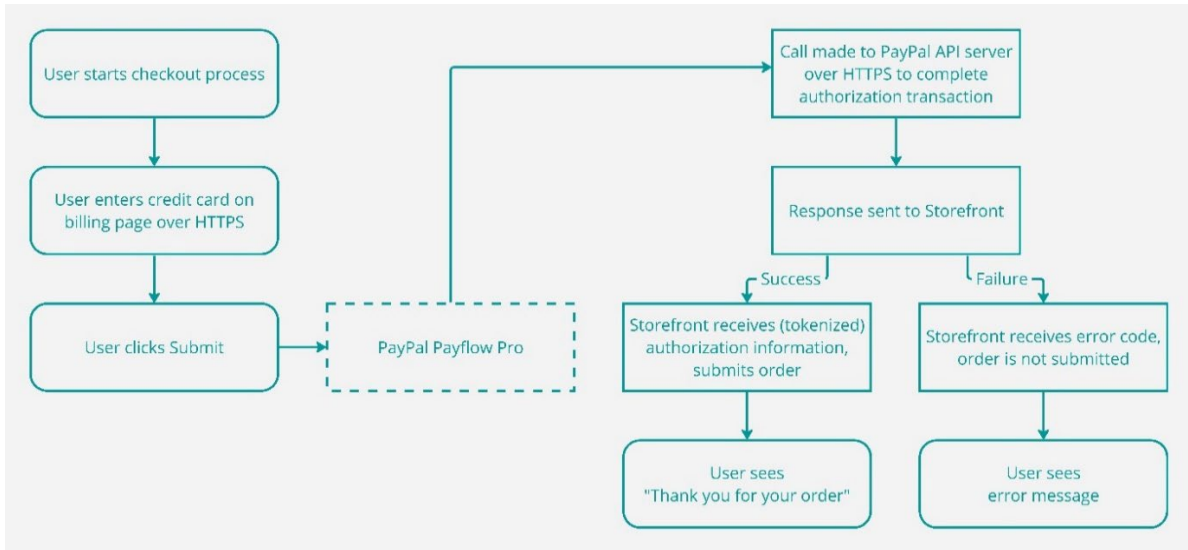 User starts checkout process
User enters credit card on
billing page over HTTPS
User clicks Submit
PayPal Payflow Pro
Call made to PayPal API server
over HTTPS to complete
authorization transaction
Response sent to Storefront
Success
Failure
Storefront receives (tokenized)
authorization information,
submits order
Storefront receives error code,
order is not submitted
User sees
"Thank you for your order"
User sees
error message